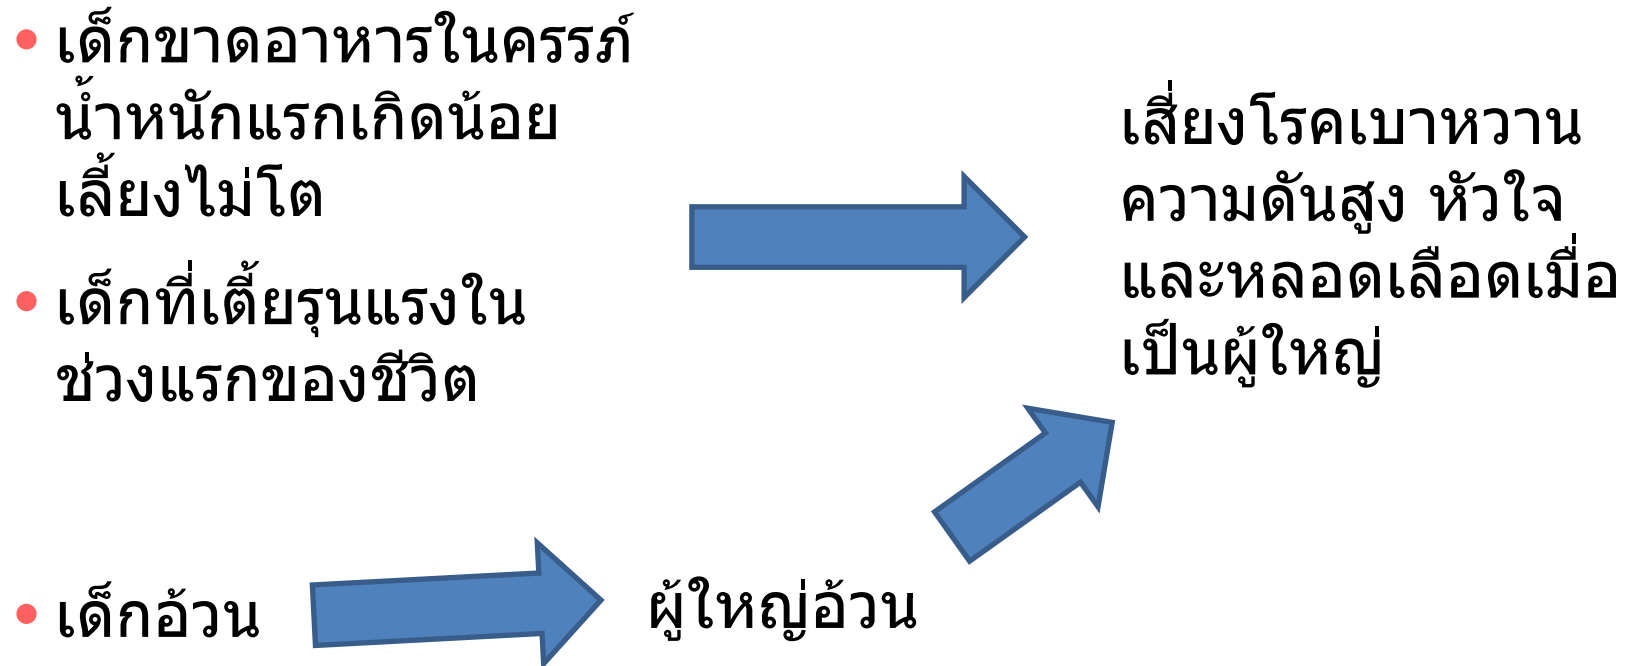 • เด็กขาดอาหารในครรภ์
น้ำหนักแรกเกิดน้อย
เลี้ยงไม่โต
• เด็กที่เตี้ยรุนแรงใน
ช่วงแรกของชีวิต
• เด็กอ้วน
ผู้ใหญ่อ้วน
เสี่ยงโรคเบาหวาน
ความดันสูง หัวใจ
และหลอดเลือดเมื่อ
เป็นผู้ใหญ่